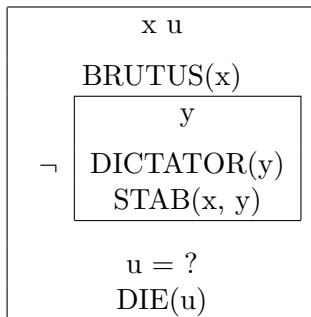 x u
BRUTUS(x)
y
¬ DICTATOR(y)
STAB(x, y)
u = ?
DIE(u)